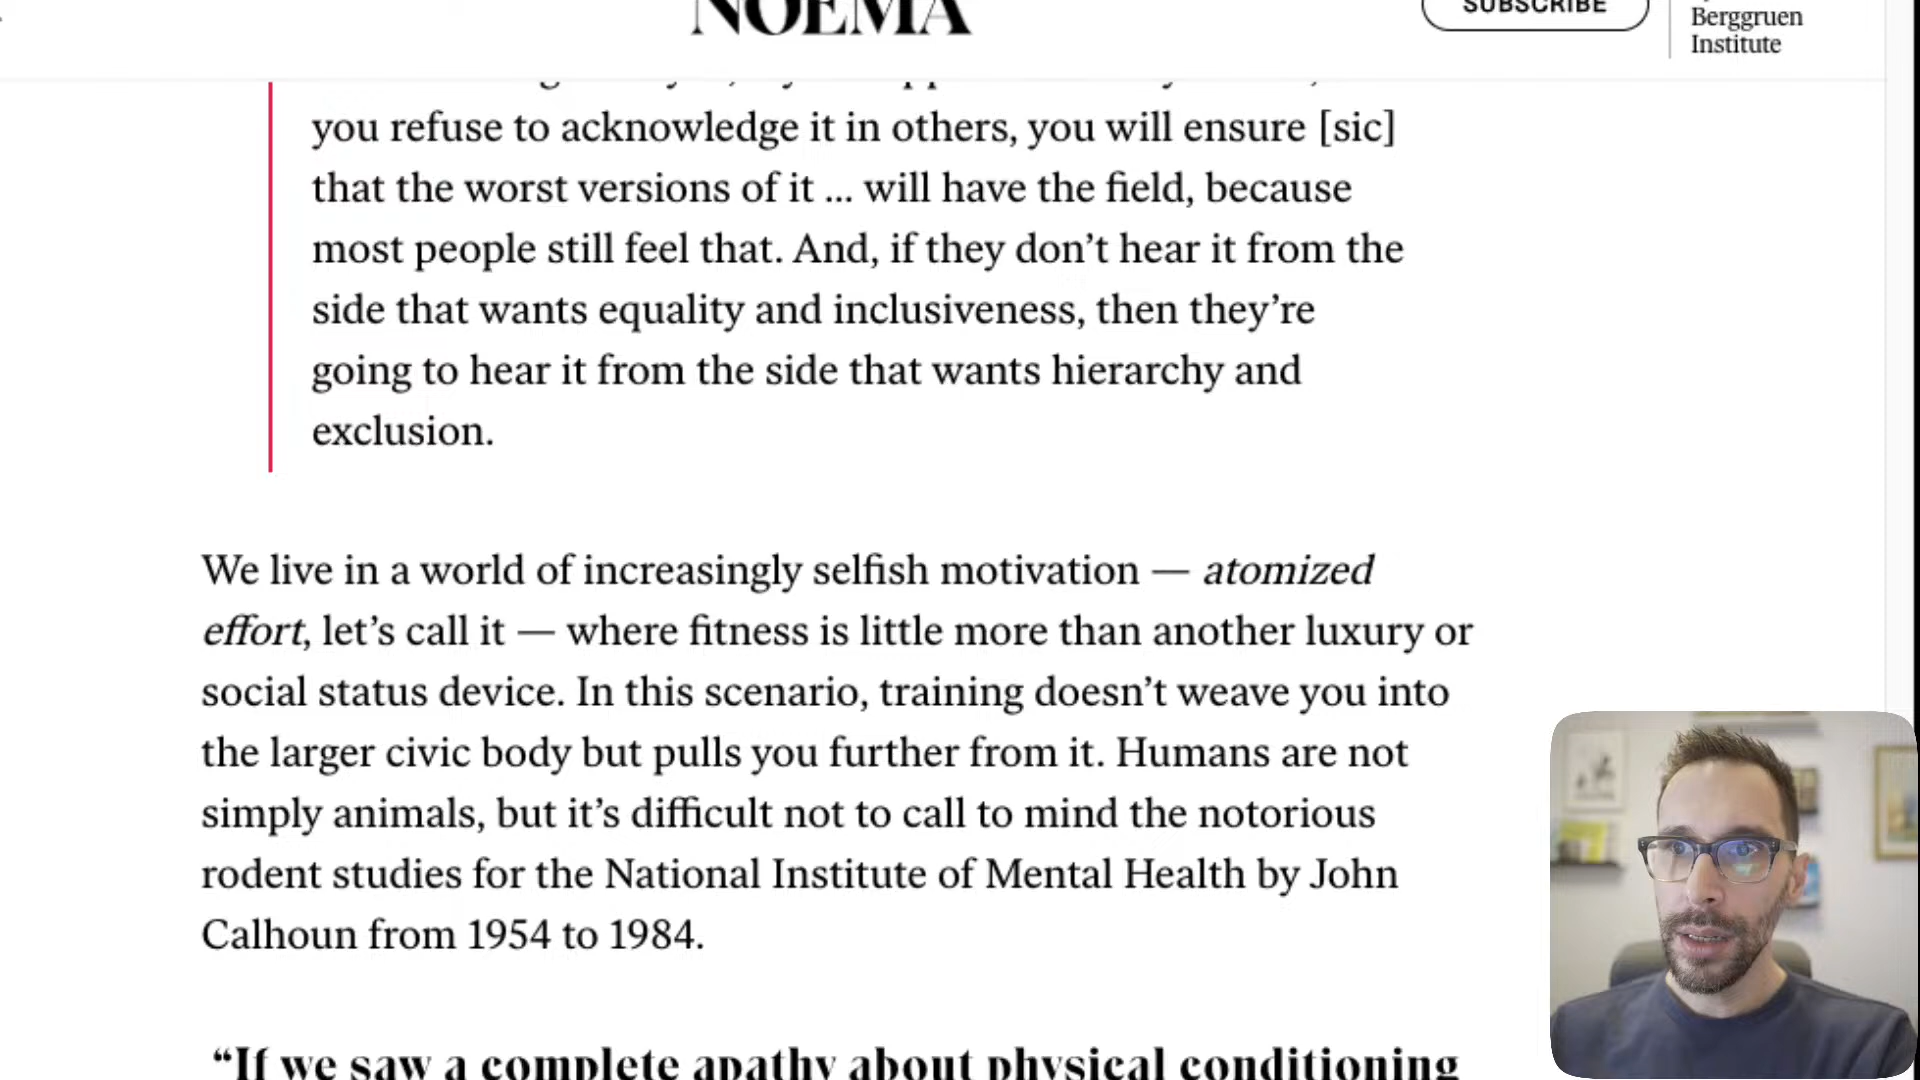 NOEMA
SUBSCRIBE
Berggruen
Institute
you refuse to acknowledge it in others, you will ensure [sic]
that the worst versions of it ... will have the field, because
most people still feel that. And, if they don’t hear it from the
side that wants equality and inclusiveness, then they’re
going to hear it from the side that wants hierarchy and
exclusion.
We live in a world of increasingly selfish motivation — atomized
effort, let’s call it — where fitness is little more than another luxury or
social status device. In this scenario, training doesn’t weave you into
the larger civic body but pulls you further from it. Humans are not
simply animals, but it’s difficult not to call to mind the notorious
rodent studies for the National Institute of Mental Health by John
Calhoun from 1954 to 1984.
“If we saw a complete apathy about physical conditioning